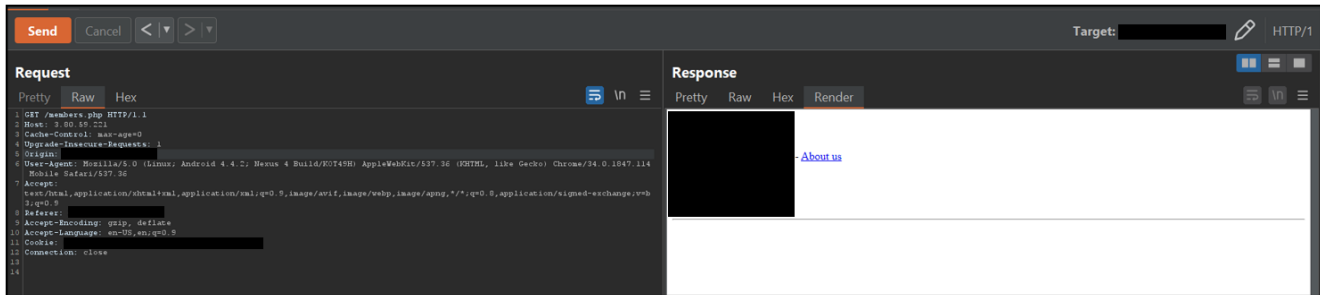 Send Cancel < > Target: HTTP/1
Request
Pretty Raw Hex \n
1 GET /members.php HTTP/1.1
2 Host: 3.80.59.221
3 Cache-Control: max-age=0
4 Upgrade-Insecure-Requests: 1
5 Origin:
6 User-Agent: Mozilla/5.0 (Linux; Android 4.4.2; Nexus 4 Build/KOT49H) AppleWebKit/537.36 (KHTML, like Gecko) Chrome/34.0.1847.114
Mobile Safari/537.36
7 Accept:
text/html,application/xhtml+xml,application/xml;q=0.9,image/avif,image/webp,image/apng,*/*;q=0.8,application/signed-exchange;v=b
3;q=0.9
8 Referer:
9 Accept-Encoding: gzip, deflate
10 Accept-Language: en-US,en;q=0.9
11 Cookie:
12 Connection: close
13
14
Response
Pretty Raw Hex Render \n
- About us